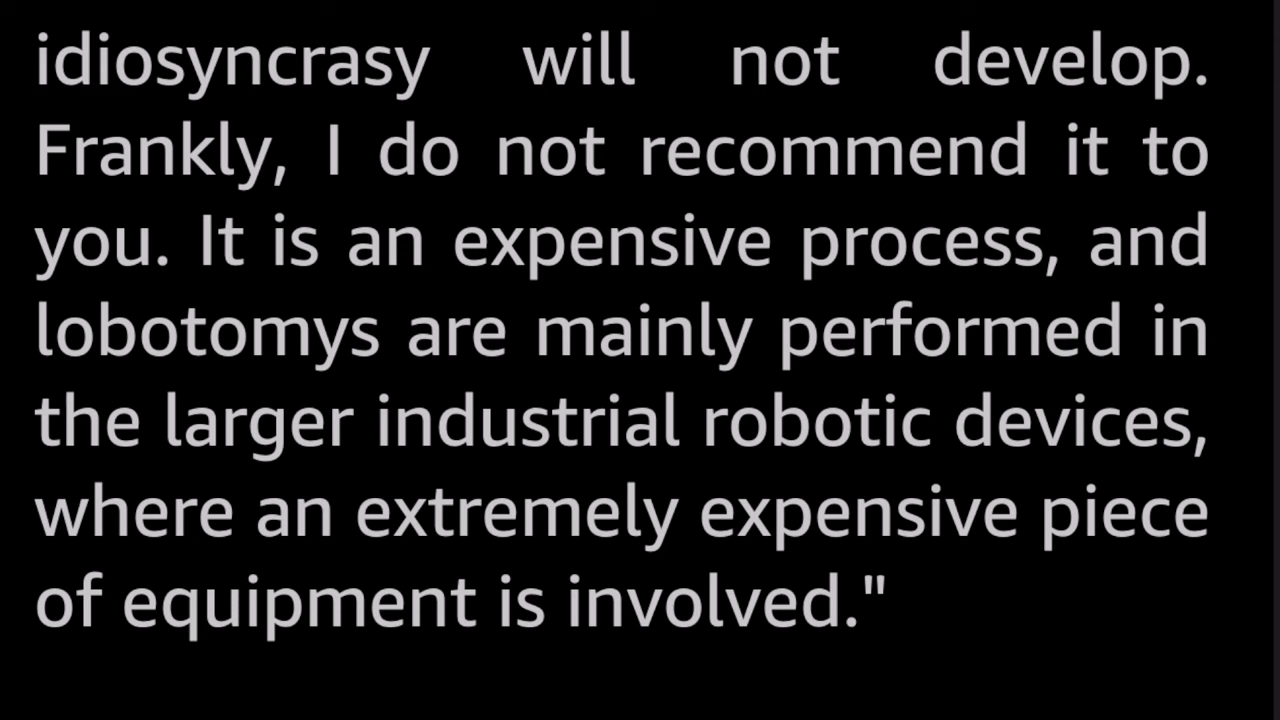 idiosyncrasy will not develop.
Frankly, I do not recommend it to
you. It is an expensive process, and
lobotomys are mainly performed in
the larger industrial robotic devices,
where an extremely expensive piece
of equipment is involved."